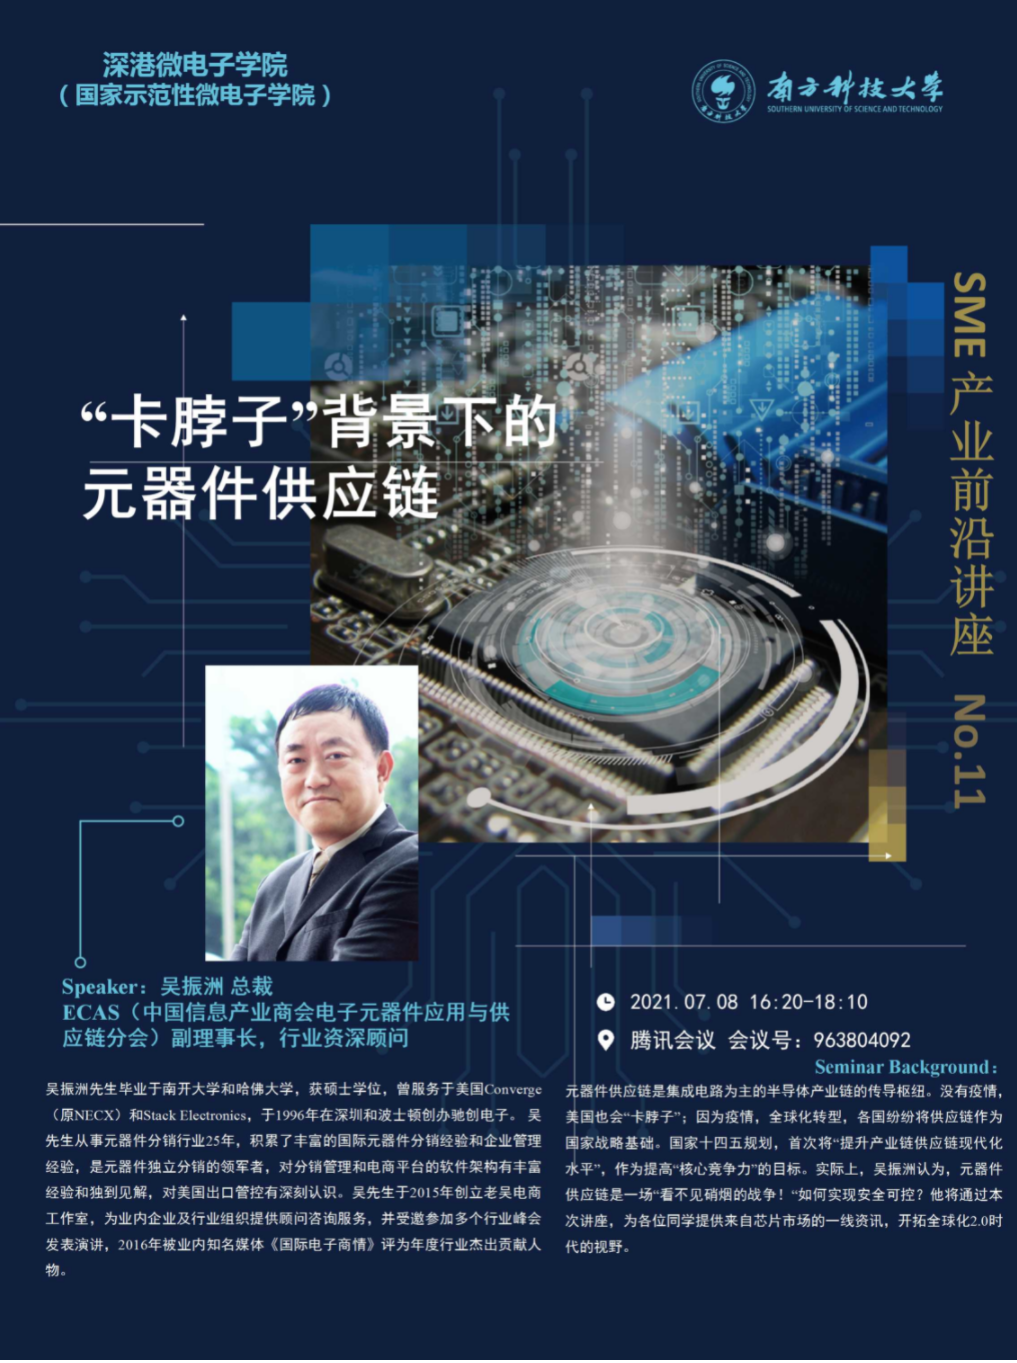 深港微电子学院
（国家示范性微电子学院）
南方科技大学
SOUTHERN UNIVERSITY OF SCIENCE AND TECHNOLOGY
SME 产业前沿讲座 No.11
“卡脖子”背景下的
元器件供应链
Speaker：吴振洲 总裁
ECAS（中国信息产业商会电子元器件应用与供
应链分会）副理事长，行业资深顾问
2021.07.08 16:20-18:10
腾讯会议 会议号：963804092
吴振洲先生毕业于南开大学和哈佛大学，获硕士学位，曾服务于美国Converge
（原NECX）和Stack Electronics，于1996年在深圳和波士顿创办驰创电子。 吴
先生从事元器件分销行业25年，积累了丰富的国际元器件分销经验和企业管理
经验，是元器件独立分销的领军者，对分销管理和电商平台的软件架构有丰富
经验和独到见解，对美国出口管控有深刻认识。吴先生于2015年创立老吴电商
工作室，为业内企业及行业组织提供顾问咨询服务，并受邀参加多个行业峰会
发表演讲，2016年被业内知名媒体《国际电子商情》评为年度行业杰出贡献人
物。
Seminar Background：
元器件供应链是集成电路为主的半导体产业链的传导枢纽。没有疫情，
美国也会“卡脖子”；因为疫情，全球化转型，各国纷纷将供应链作为
国家战略基础。国家十四五规划，首次将“提升产业链供应链现代化
水平”，作为提高“核心竞争力”的目标。实际上，吴振洲认为，元器件
供应链是一场“看不见硝烟的战争！“如何实现安全可控？他将通过本
次讲座，为各位同学提供来自芯片市场的一线资讯，开拓全球化2.0时
代的视野。